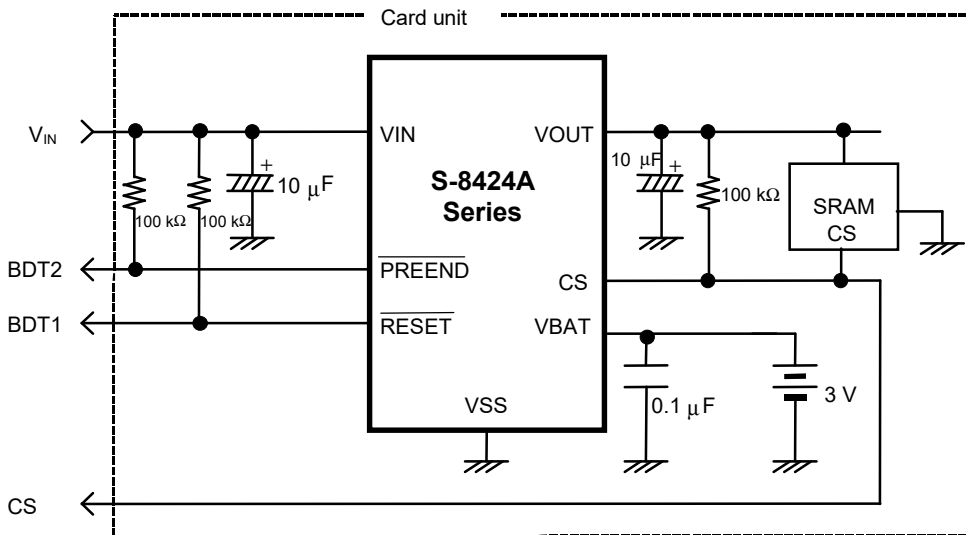 Card unit
V_IN
VIN
VOUT
S-8424A
Series
100 kΩ
100 kΩ
10 μF
10 μF
100 kΩ
SRAM
CS
BDT2
PREEND
CS
BDT1
RESET
VBAT
VSS
0.1 μF
3 V
CS
+
+